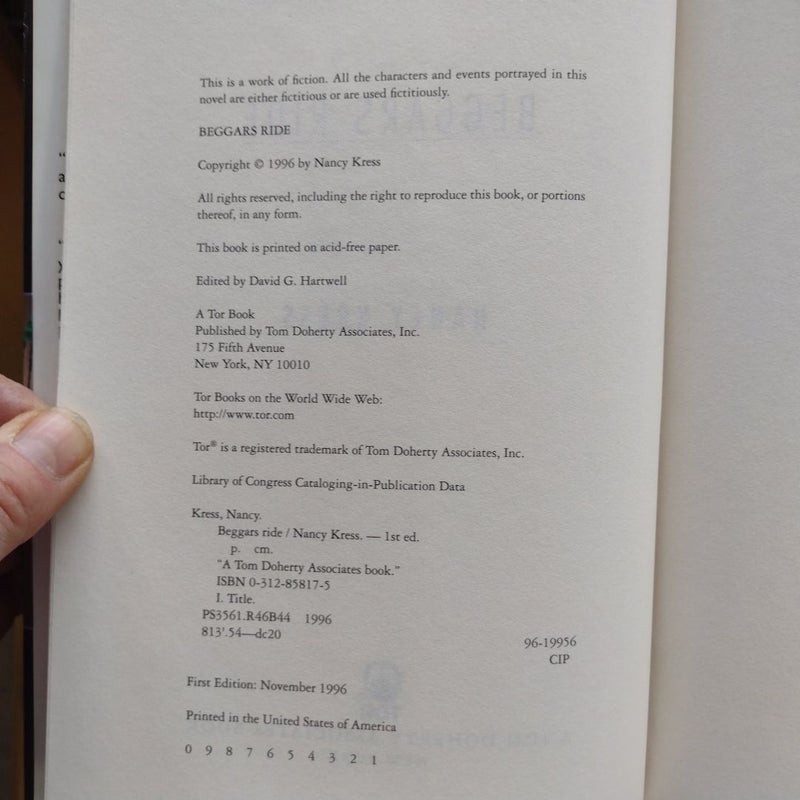 This is a work of fiction. All the characters and events portrayed in this
novel are either fictitious or are used fictitiously.
BEGGARS RIDE
Copyright © 1996 by Nancy Kress
All rights reserved, including the right to reproduce this book, or portions
thereof, in any form.
This book is printed on acid-free paper.
Edited by David G. Hartwell
A Tor Book
Published by Tom Doherty Associates, Inc.
175 Fifth Avenue
New York, NY 10010
Tor Books on the World Wide Web:
http://www.tor.com
Tor® is a registered trademark of Tom Doherty Associates, Inc.
Library of Congress Cataloging-in-Publication Data
Kress, Nancy.
Beggars ride / Nancy Kress. — 1st ed.
p. cm.
"A Tom Doherty Associates book."
ISBN 0-312-85817-5
I. Title.
PS3561.R46B44 1996
813'.54—dc20
96-19956
CIP
First Edition: November 1996
Printed in the United States of America
0 9 8 7 6 5 4 3 2 1